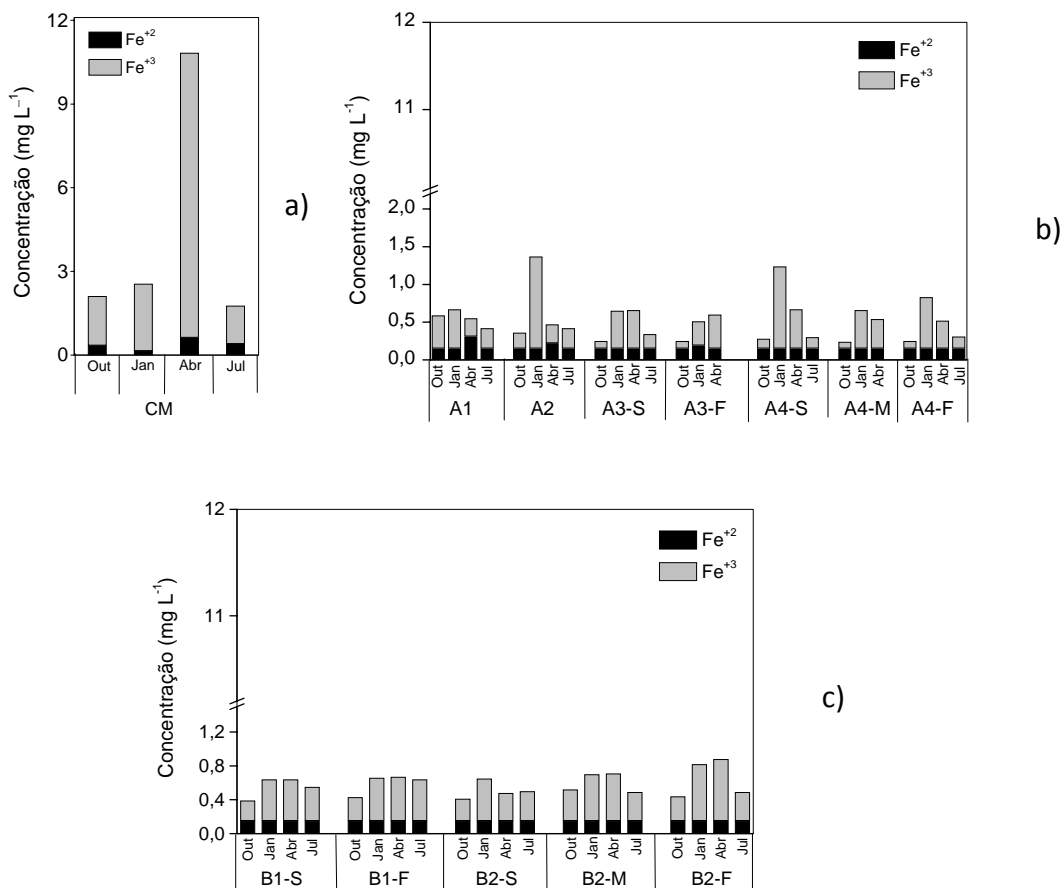 12
9
6
3
0
Concentração (mg L⁻¹)
Fe⁺²
Fe⁺³
Out Jan Abr Jul
CM
a)
12
11
2,0
1,5
1,0
0,5
0,0
Concentração (mg L⁻¹)
Fe⁺²
Fe⁺³
Out Jan Abr Jul Out Jan Abr Jul Out Jan Abr Jul Out Jan Abr Out Jan Abr Jul Out Jan Abr Out Jan Abr Jul
A1 A2 A3-S A3-F A4-S A4-M A4-F
b)
12
11
1,2
0,8
0,4
0,0
Concentração (mg L⁻¹)
Fe⁺²
Fe⁺³
Out Jan Abr Jul Out Jan Abr Jul Out Jan Abr Jul Out Jan Abr Jul Out Jan Abr Jul
B1-S B1-F B2-S B2-M B2-F
c)